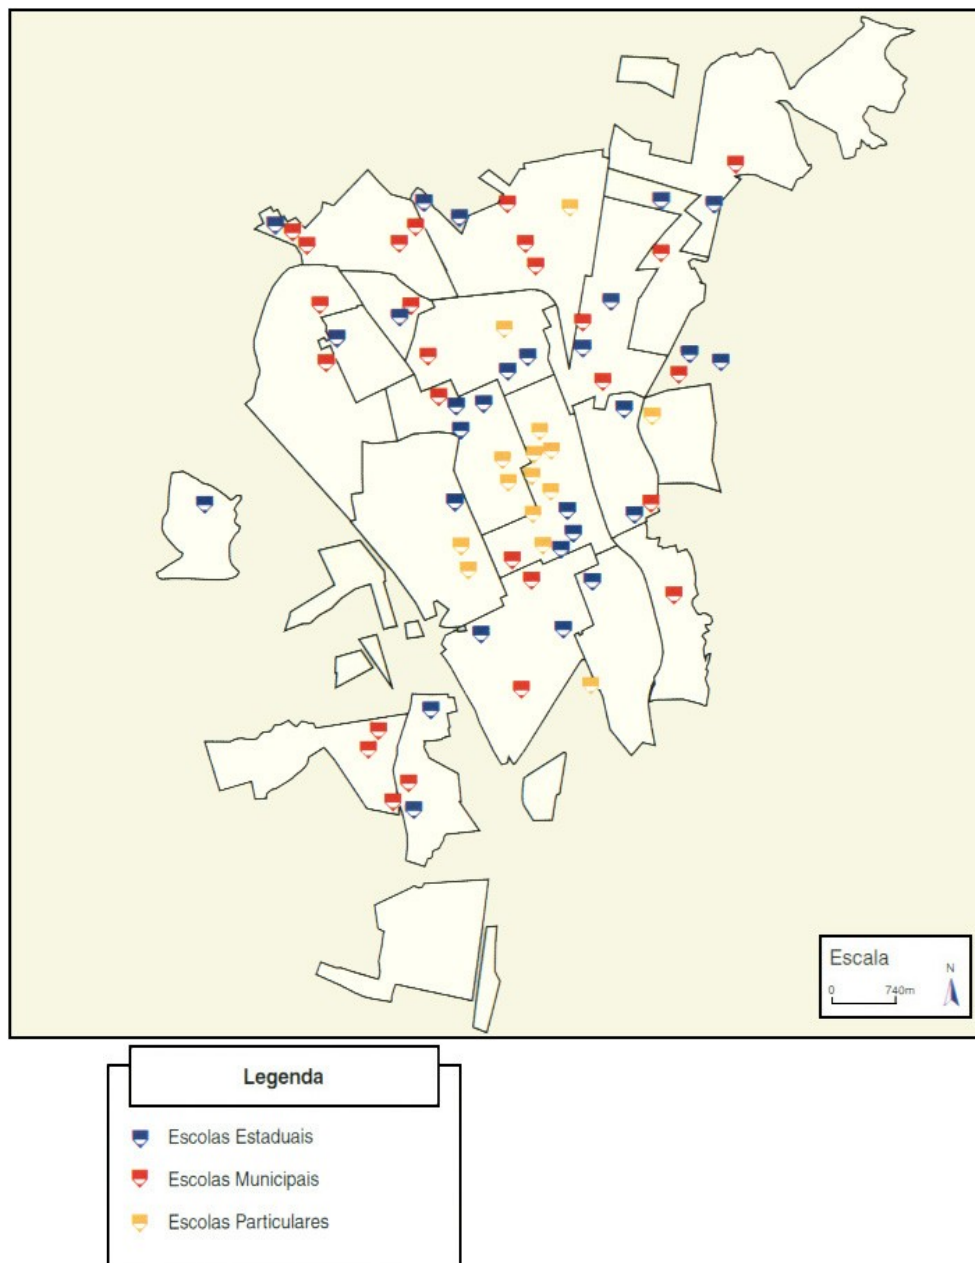 Escala
N
0 740m
Legenda
Escolas Estaduais
Escolas Municipais
Escolas Particulares